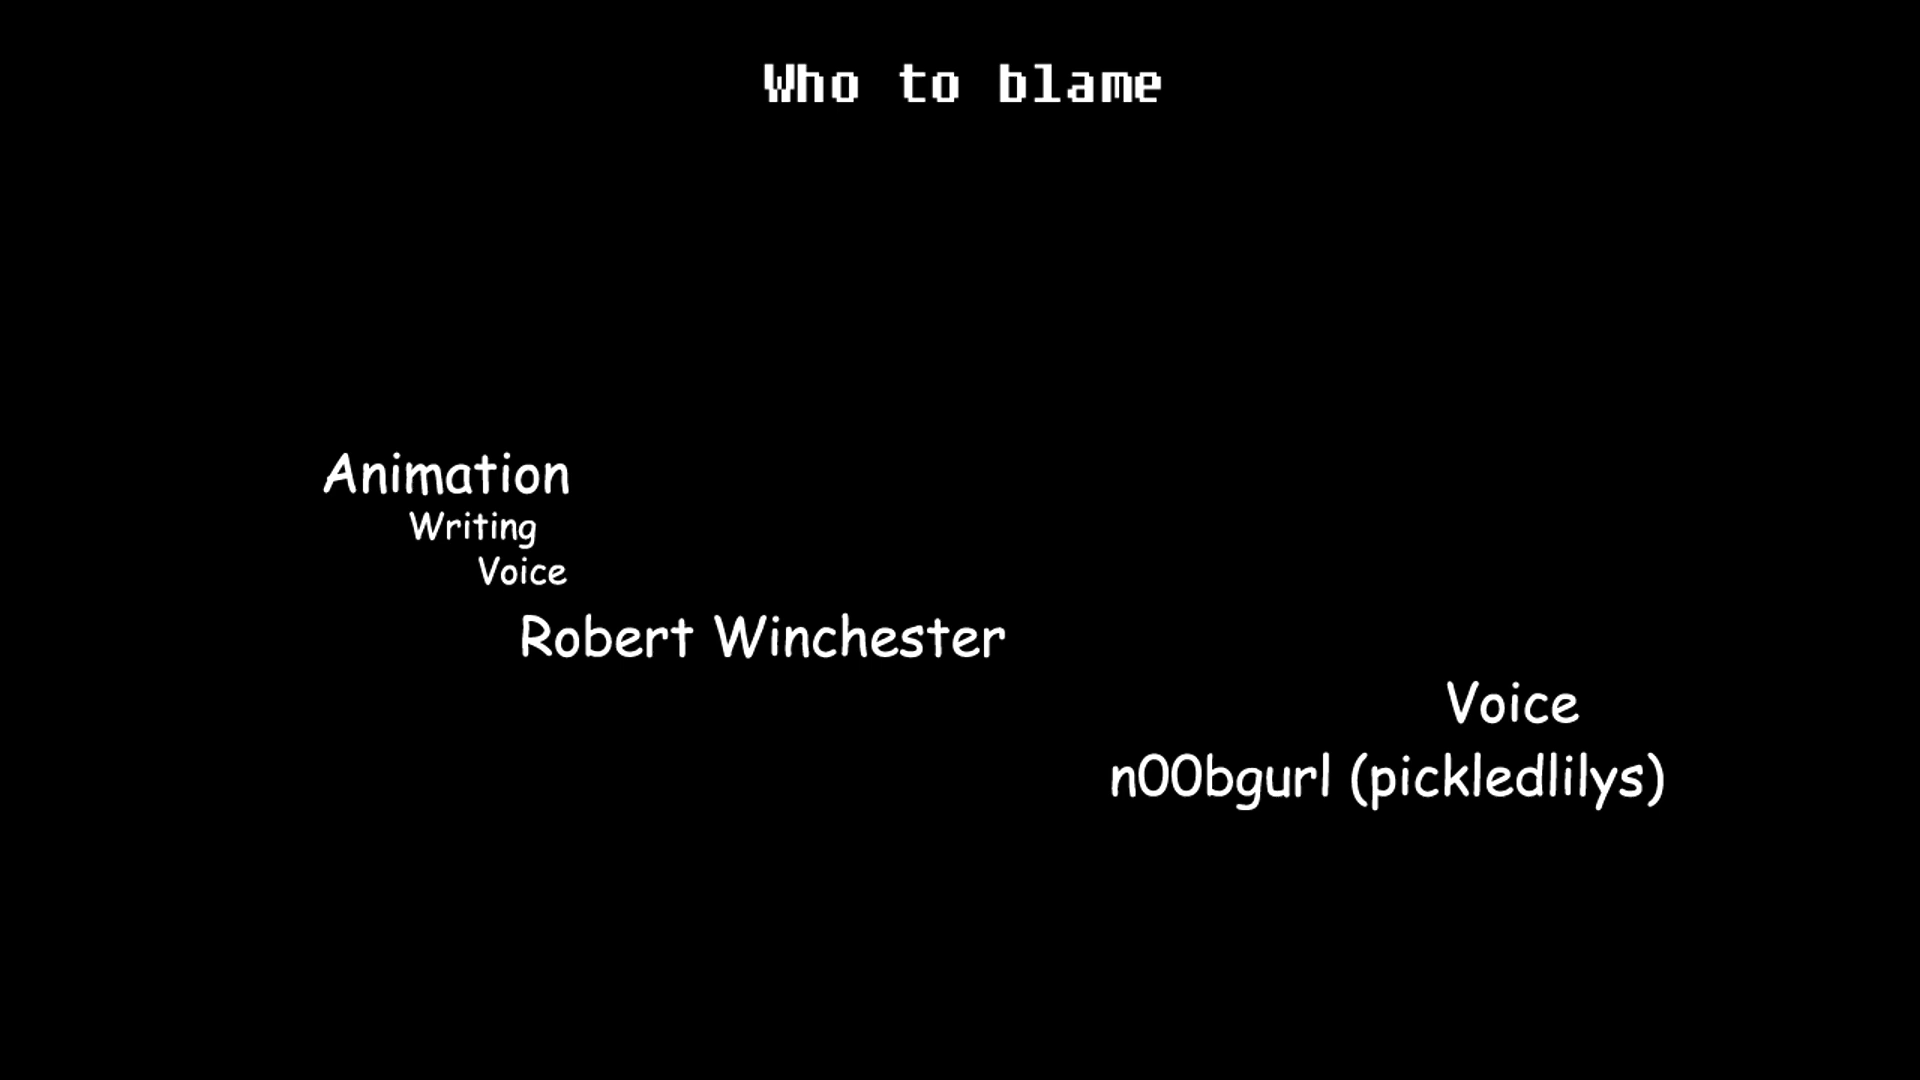 Who to blame
Animation
Writing
Voice
Robert Winchester
Voice
n00bgurl (pickledlilys)